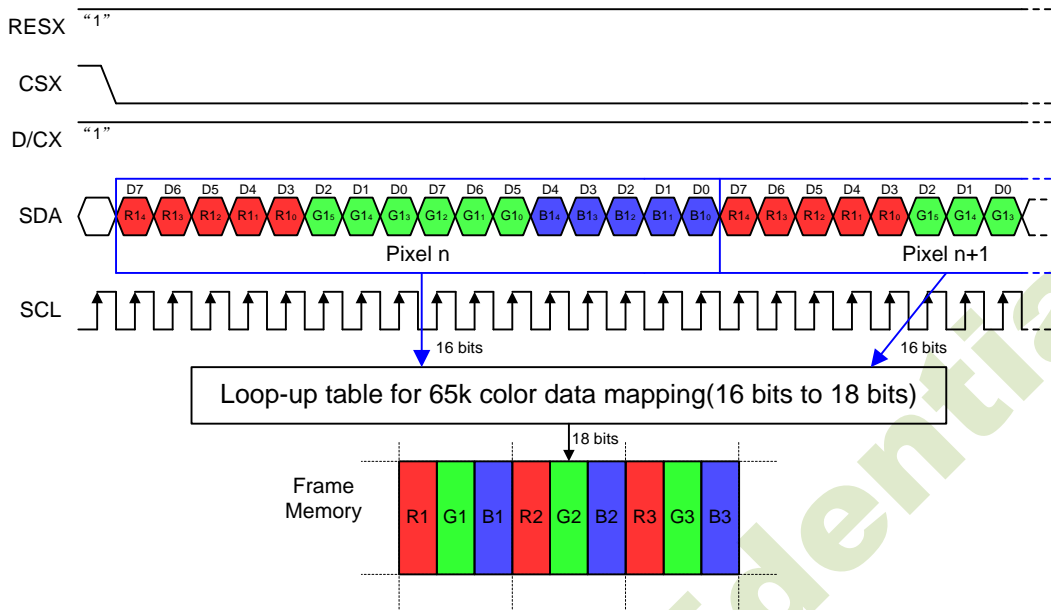 RESX “1”
CSX
D/CX “1”
D7 D6 D5 D4 D3 D2 D1 D0 D7 D6 D5 D4 D3 D2 D1 D0 D7 D6 D5 D4 D3 D2 D1 D0
SDA R14 R13 R12 R11 R10 G15 G14 G13 G12 G11 G10 B14 B13 B12 B11 B10 R14 R13 R12 R11 R10 G15 G14 G13
Pixel n Pixel n+1
SCL
16 bits 16 bits
Loop-up table for 65k color data mapping(16 bits to 18 bits)
18 bits
Frame
Memory
R1 G1 B1 R2 G2 B2 R3 G3 B3